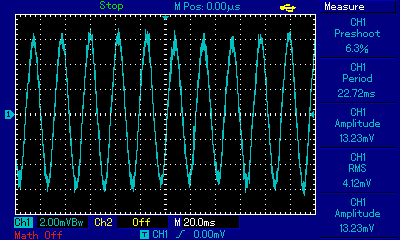 Stop M Pos: 0.00µs Measure
CH1
Preshoot
6.3%
CH1
Period
22.72ms
1
CH1
Amplitude
13.23mV
CH1
RMS
4.12mV
CH1
Amplitude
13.23mV
Ch1 2.00mVBw Ch2 Off M 20.0ms
Math Off T CH1 / 0.00mV